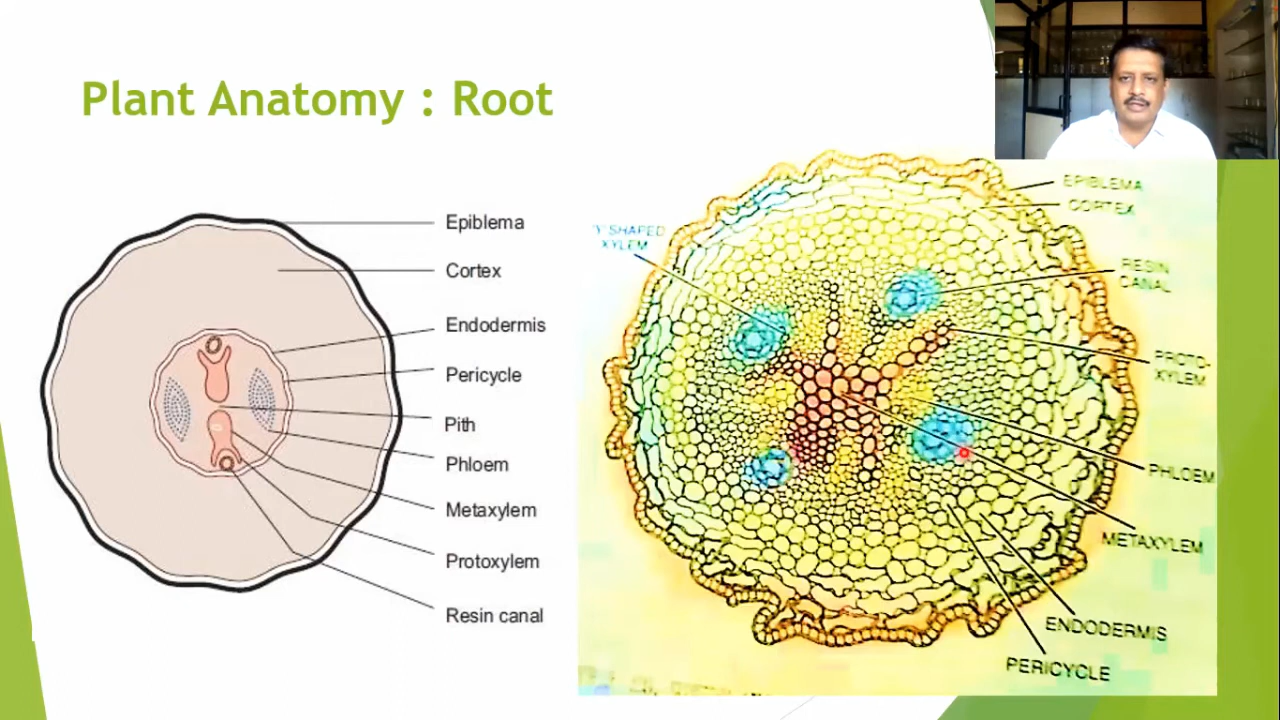 Plant Anatomy : Root
Epiblema
Cortex
Endodermis
Pericycle
Pith
Phloem
Metaxylem
Protoxylem
Resin canal
'Y' SHAPED
XYLEM
EPIBLEMA
CORTEX
RESIN
CANAL
PROTO-
XYLEM
PHLOEM
METAXYLEM
ENDODERMIS
PERICYCLE